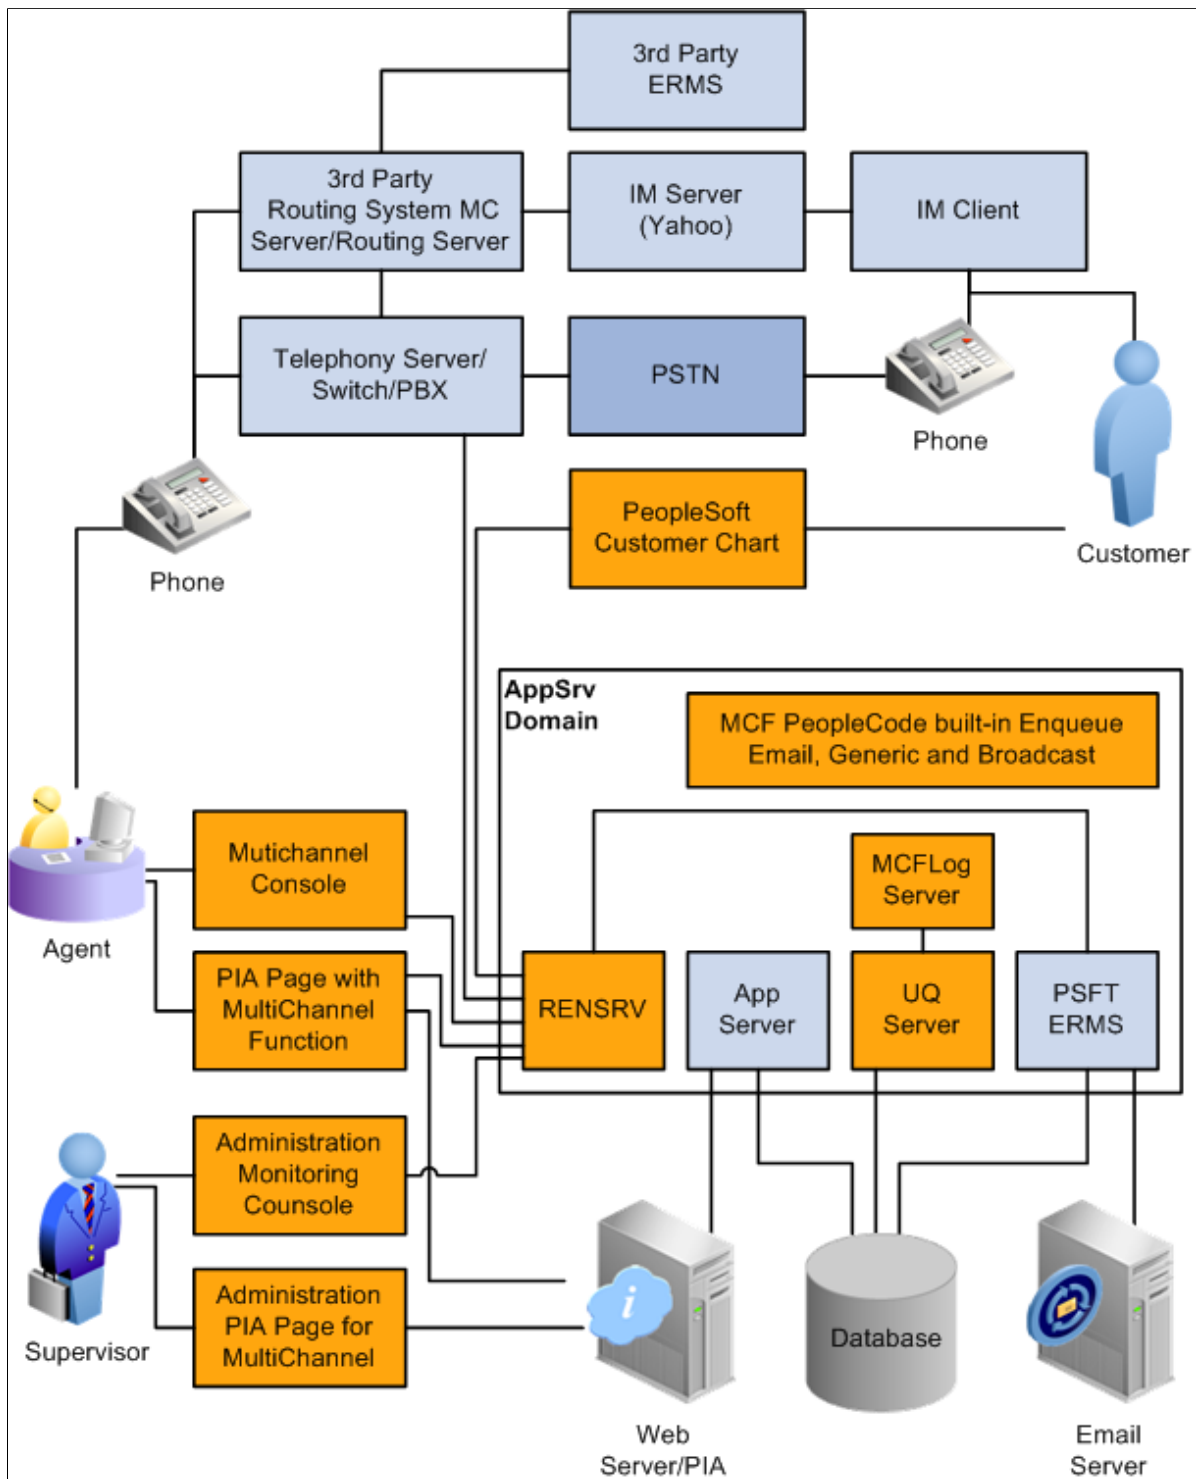 3rd Party
ERMS
3rd Party
Routing System MC
Server/Routing Server
IM Server
(Yahoo)
IM Client
Telephony Server/
Switch/PBX
PSTN
Phone
Phone
PeopleSoft
Customer Chart
Customer
AppSrv
Domain
MCF PeopleCode built-in Enqueue
Email, Generic and Broadcast
Mutichannel
Console
MCFLog
Server
Agent
PIA Page with
MultiChannel
Function
RENSRV
App
Server
UQ
Server
PSFT
ERMS
Administration
Monitoring
Counsole
Supervisor
Administration
PIA Page for
MultiChannel
i
Database
Web
Server/PIA
Email
Server